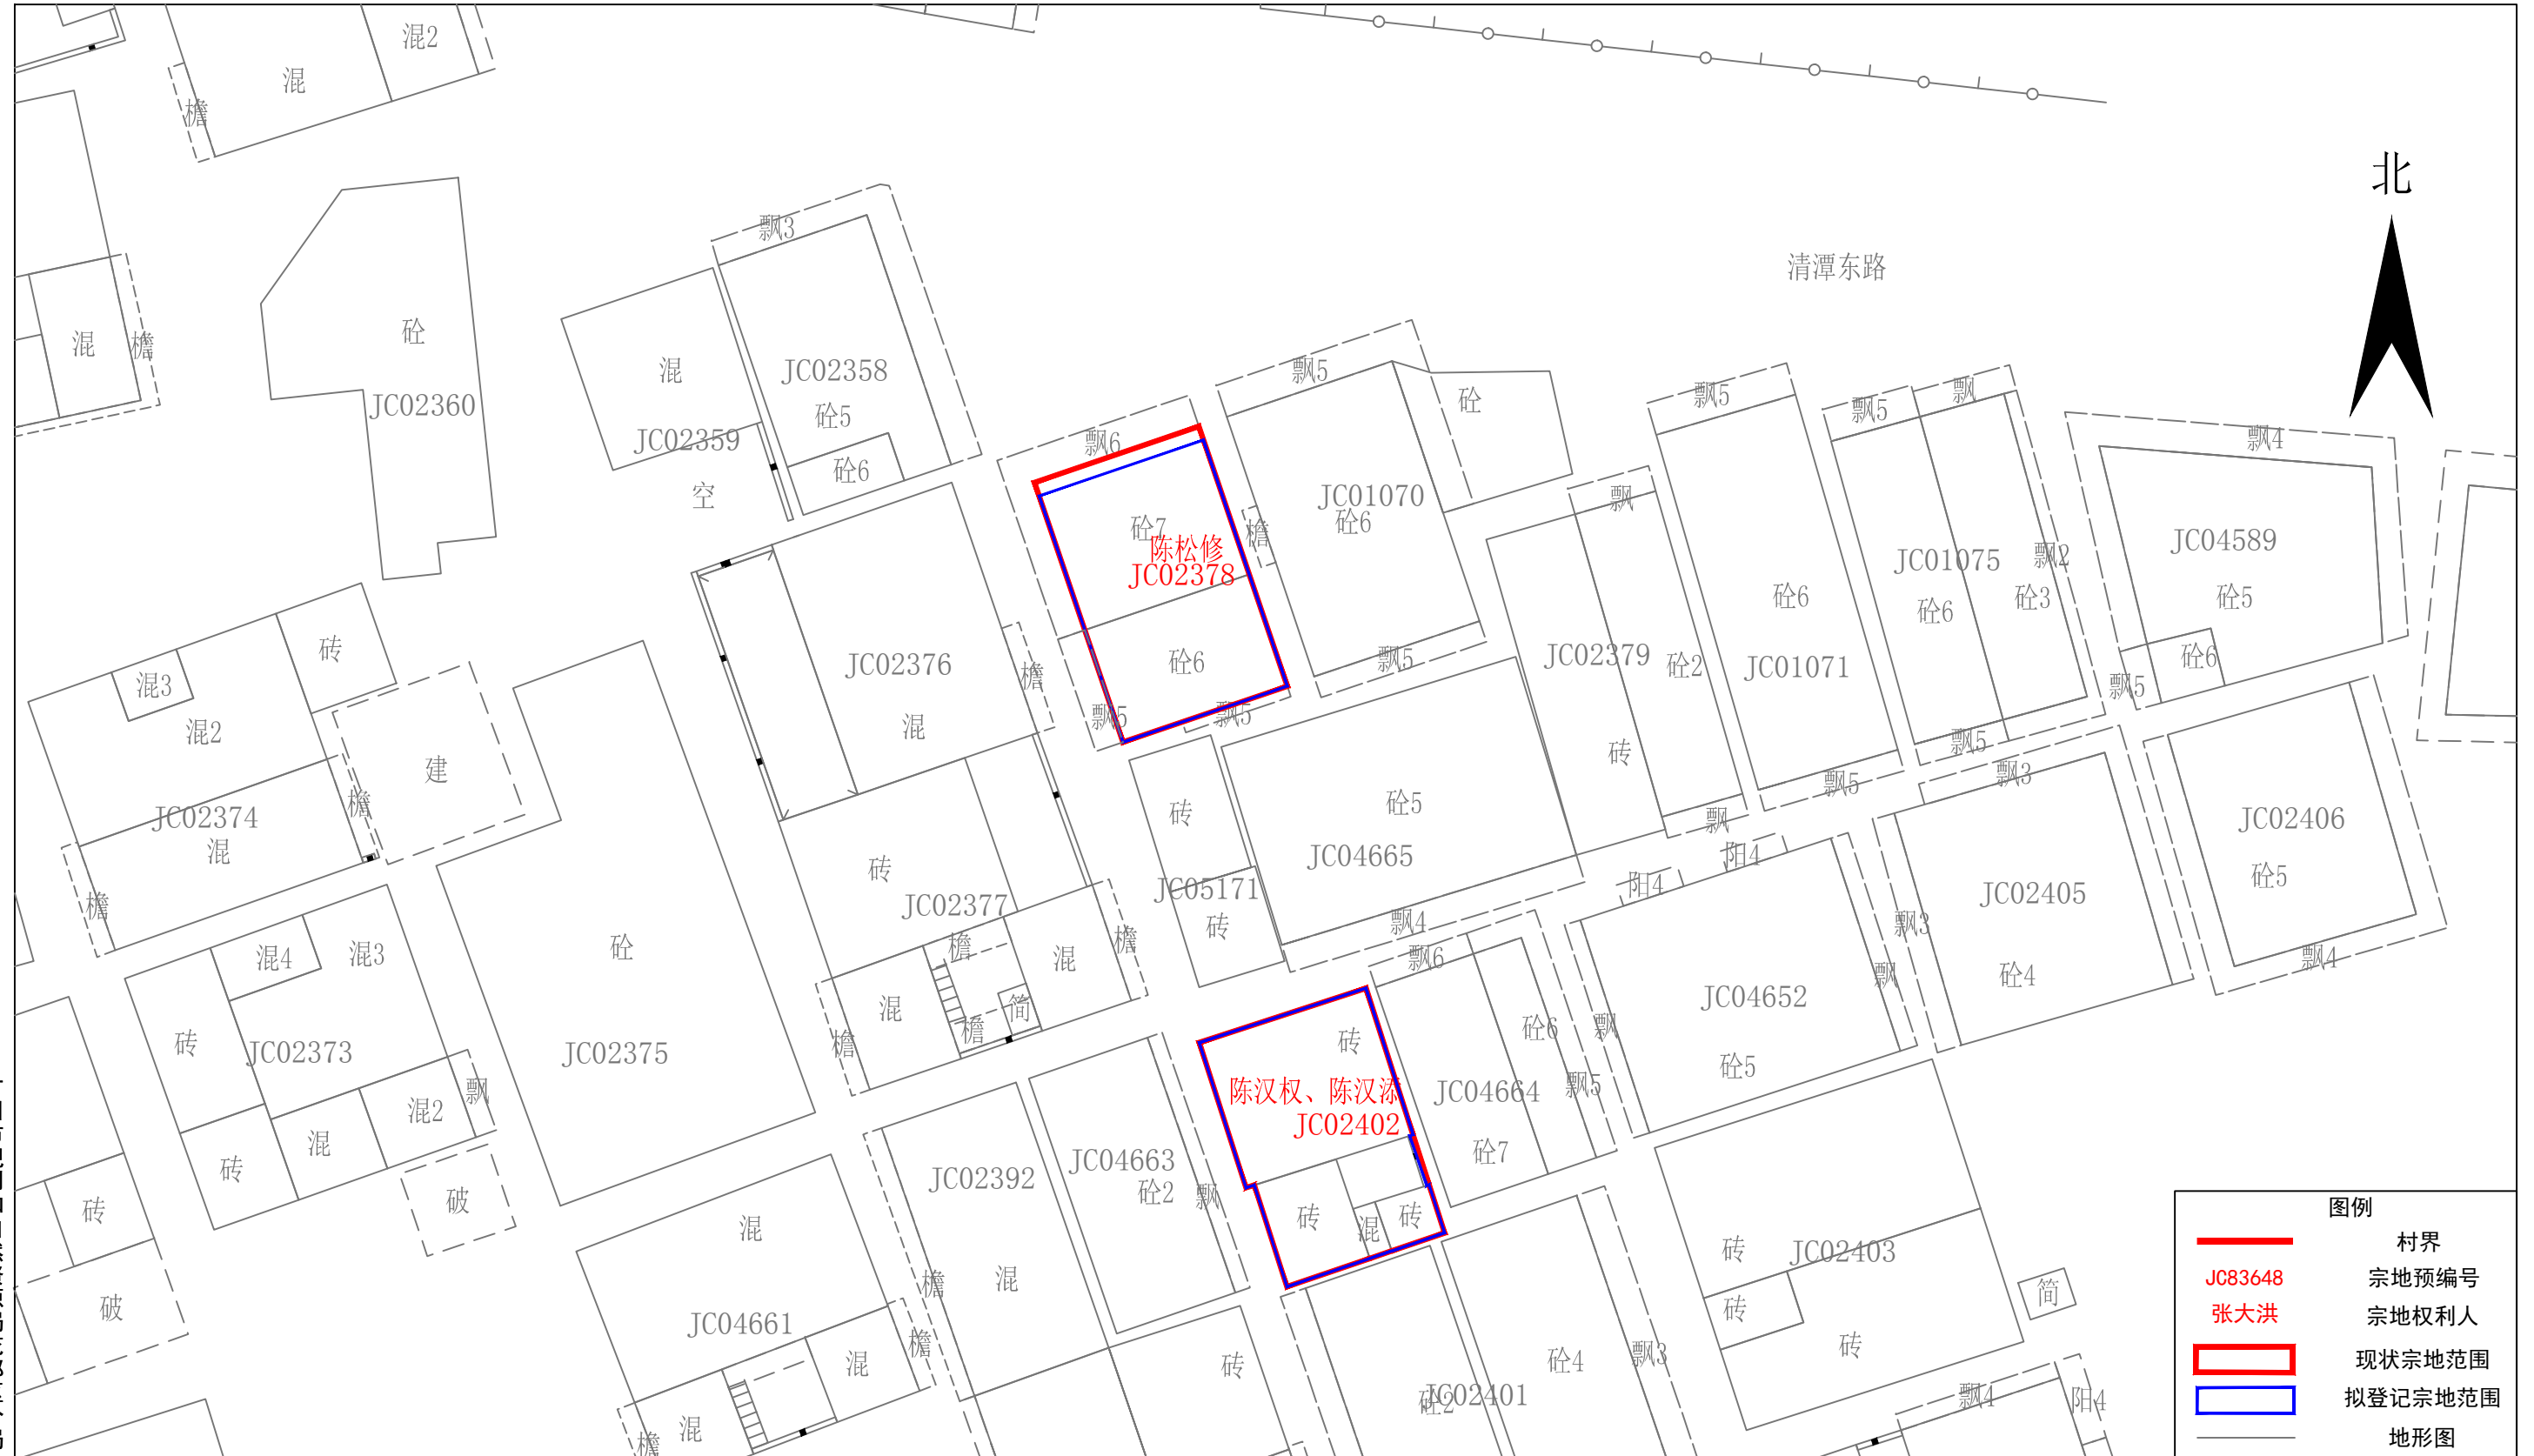 混2
混
檐
北
飘3
清潭东路
砼
混
檐
混
JC02358
飘5
JC02360
砼5
JC02359
砼6
空
飘6
砼
飘5
飘5
飘
飘4
JC01070
砼6
飘
檐
砼7
陈松修
JC02378
JC04589
JC01075
飘2
砼5
砼6
砼3
砼6
砖
JC02376
檐
砼6
飘5
JC02379
砼2
JC01071
砼6
混3
飘5
混2
混
飘5
飘5
飘5
砖
建
飘3
飘5
檐
JC02374
混
砖
砼5
飘
JC02406
JC04665
阳4
砖
JC05171
阳4
砼5
JC02405
檐
JC02377
砖
飘4
飘3
砼
混4
混3
檐
混
檐
飘6
飘4
混
简
檐
檐
JC04652
飘
砼4
砖
砖
砼6
飘
JC02373
JC02375
砼5
陈汉权、陈汉添
JC02402
JC04664
飘5
飘
混2
混
砖
JC04663
砼2
JC02392
砼7
飘
破
砖
砖
混
砖
图例
村界
JC83648
宗地预编号
张大洪
宗地权利人
现状宗地范围
拟登记宗地范围
地形图
混
砖
JC02403
混
檐
简
破
砖
JC04661
檐
混
砖
砼4
飘3
砖
混
檐
砼2
JC02401
飘4
阳4